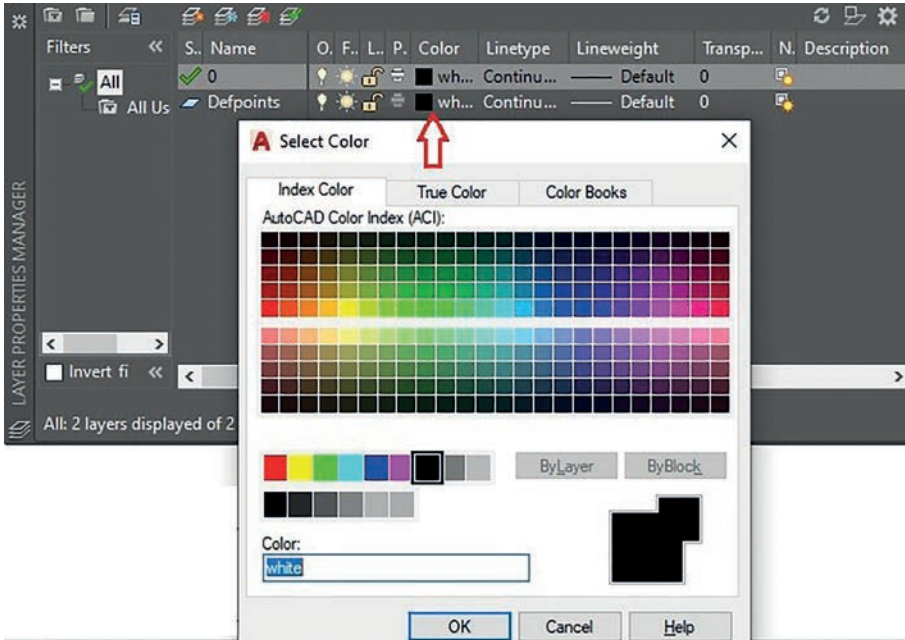 Filters
S.. Name O. F.. L.. P. Color Linetype Lineweight Transp... N. Description
All
0 wh... Continu... Default 0
All Us
Defpoints wh... Continu... Default 0
LAYER PROPERTIES MANAGER
Invert fi
All: 2 layers displayed of 2
A Select Color
Index Color True Color Color Books
AutoCAD Color Index (ACI):
ByLayer ByBlock
Color:
white
OK Cancel Help